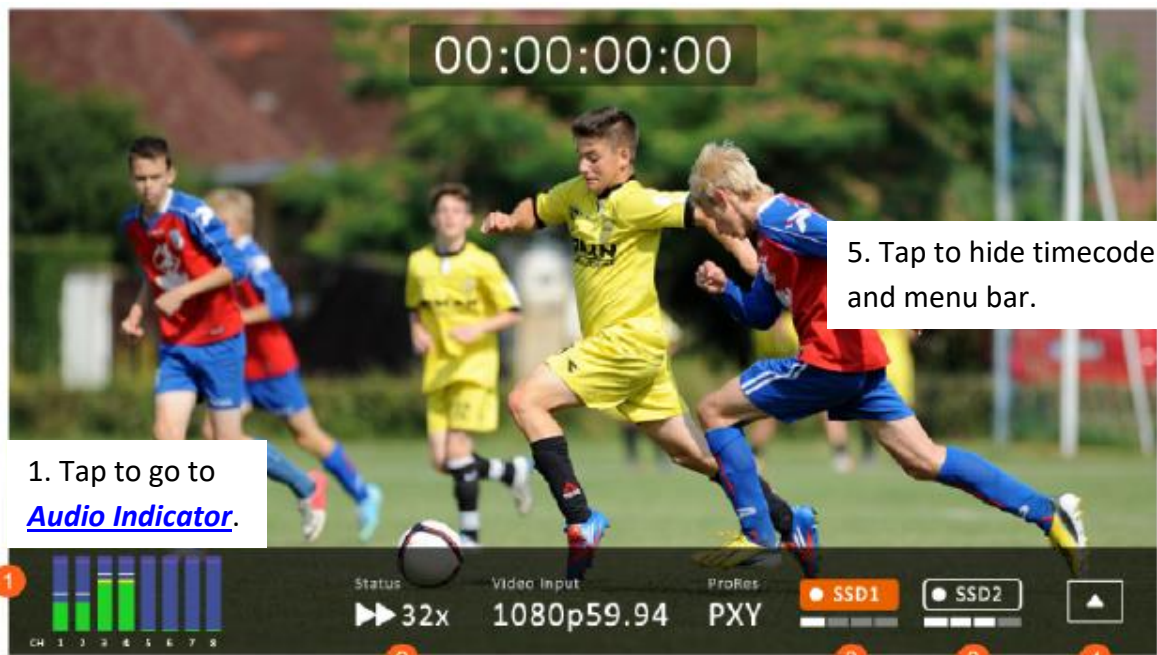 00:00:00:00
5. Tap to hide timecode
and menu bar.
1. Tap to go to
Audio Indicator.
1
Status
Video Input
ProRes
32x
1080p59.94
PXY
SSD1
SSD2
CH 1 2 3 4 5 6 7 8